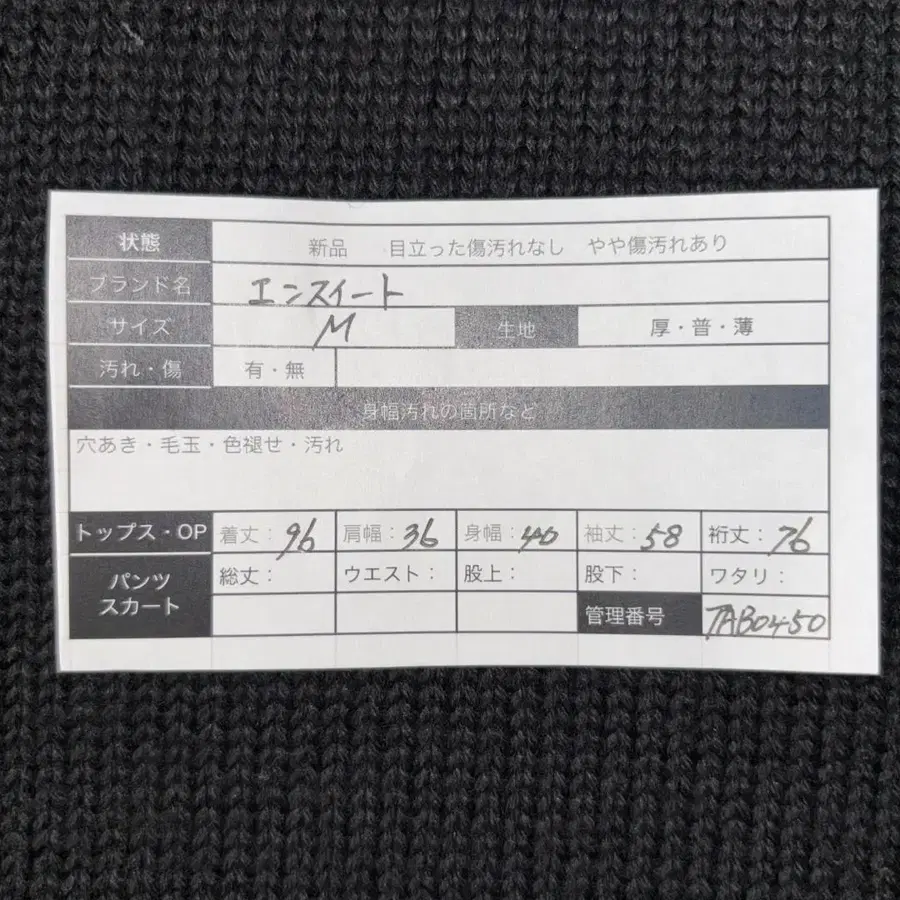 状態 新品 目立った傷汚れなし やや傷汚れあり
ブランド名 エンスイート
サイズ M 生地 厚・普・薄
汚れ・傷 有・無
身幅汚れの箇所など
穴あき・毛玉・色褪せ・汚れ
トップス・OP 着丈：96 肩幅：36 身幅：40 袖丈：58 裄丈：76
パンツ 総丈： ウエスト： 股上： 股下： ワタリ：
スカート 管理番号 TAB0450